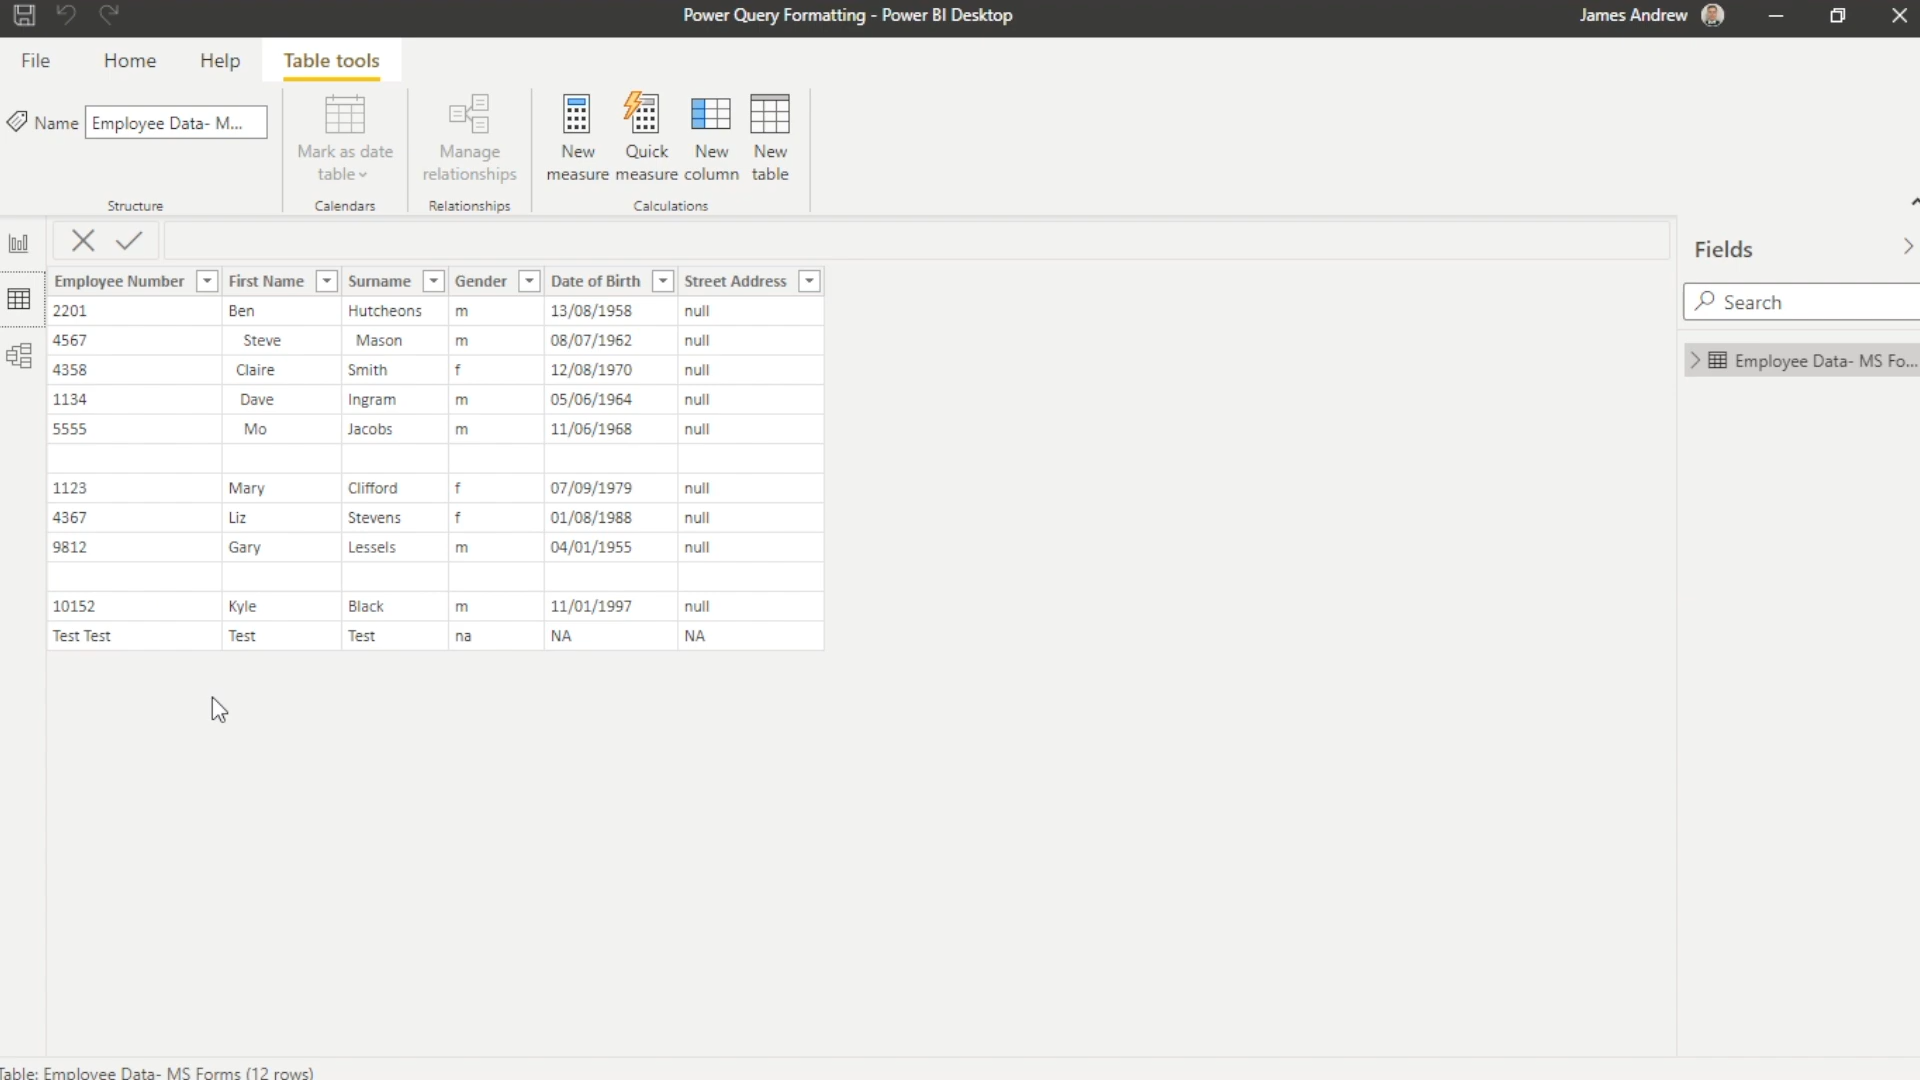 Power Query Formatting - Power BI Desktop
James Andrew
File Home Help Table tools
Name Employee Data- M...
Mark as date table
Manage relationships
New measure
Quick measure
New column
New table
Structure Calendars Relationships Calculations
Fields
Search
Employee Data- MS Fo...
Employee Number First Name Surname Gender Date of Birth Street Address
2201 Ben Hutcheons m 13/08/1958 null
4567 Steve Mason m 08/07/1962 null
4358 Claire Smith f 12/08/1970 null
1134 Dave Ingram m 05/06/1964 null
5555 Mo Jacobs m 11/06/1968 null
1123 Mary Clifford f 07/09/1979 null
4367 Liz Stevens f 01/08/1988 null
9812 Gary Lessels m 04/01/1955 null
10152 Kyle Black m 11/01/1997 null
Test Test Test Test na NA NA
Table: Employee Data- MS Forms (12 rows)